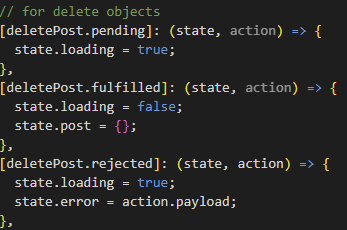 // for delete objects
[deletePost.pending]: (state, action) => {
  state.loading = true;
},
[deletePost.fulfilled]: (state, action) => {
  state.loading = false;
  state.post = {};
},
[deletePost.rejected]: (state, action) => {
  state.loading = true;
  state.error = action.payload;
},